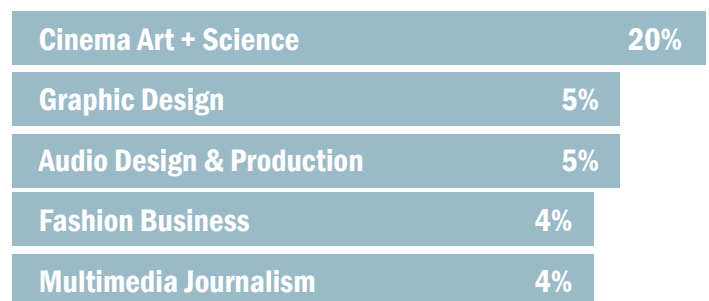 Cinema Art + Science 20%
Graphic Design 5%
Audio Design & Production 5%
Fashion Business 4%
Multimedia Journalism 4%